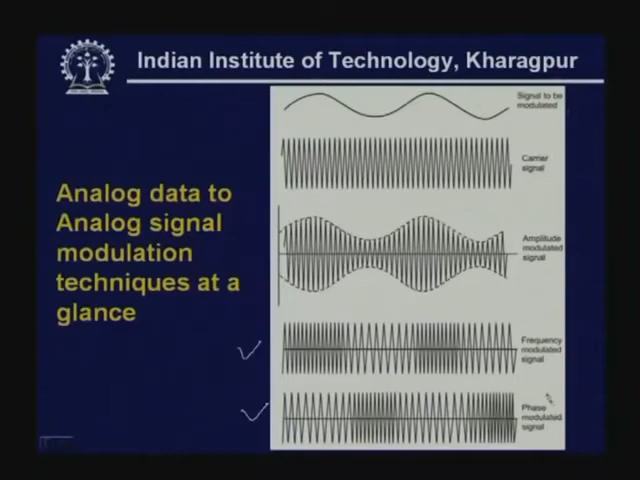 Indian Institute of Technology, Kharagpur
Analog data to
Analog signal
modulation
techniques at a
glance
Signal to be
modulated
Carrier
signal
Amplitude
modulated
signal
Frequency
modulated
signal
Phase
modulated
signal